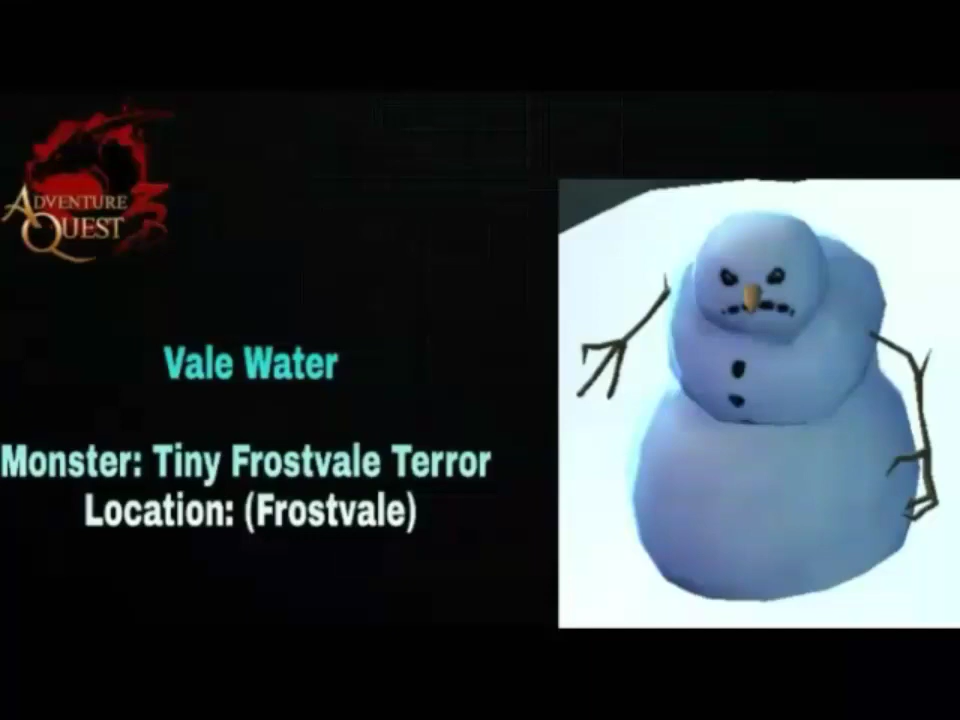 ADVENTURE
QUEST 3
Vale Water
Monster: Tiny Frostvale Terror
Location: (Frostvale)